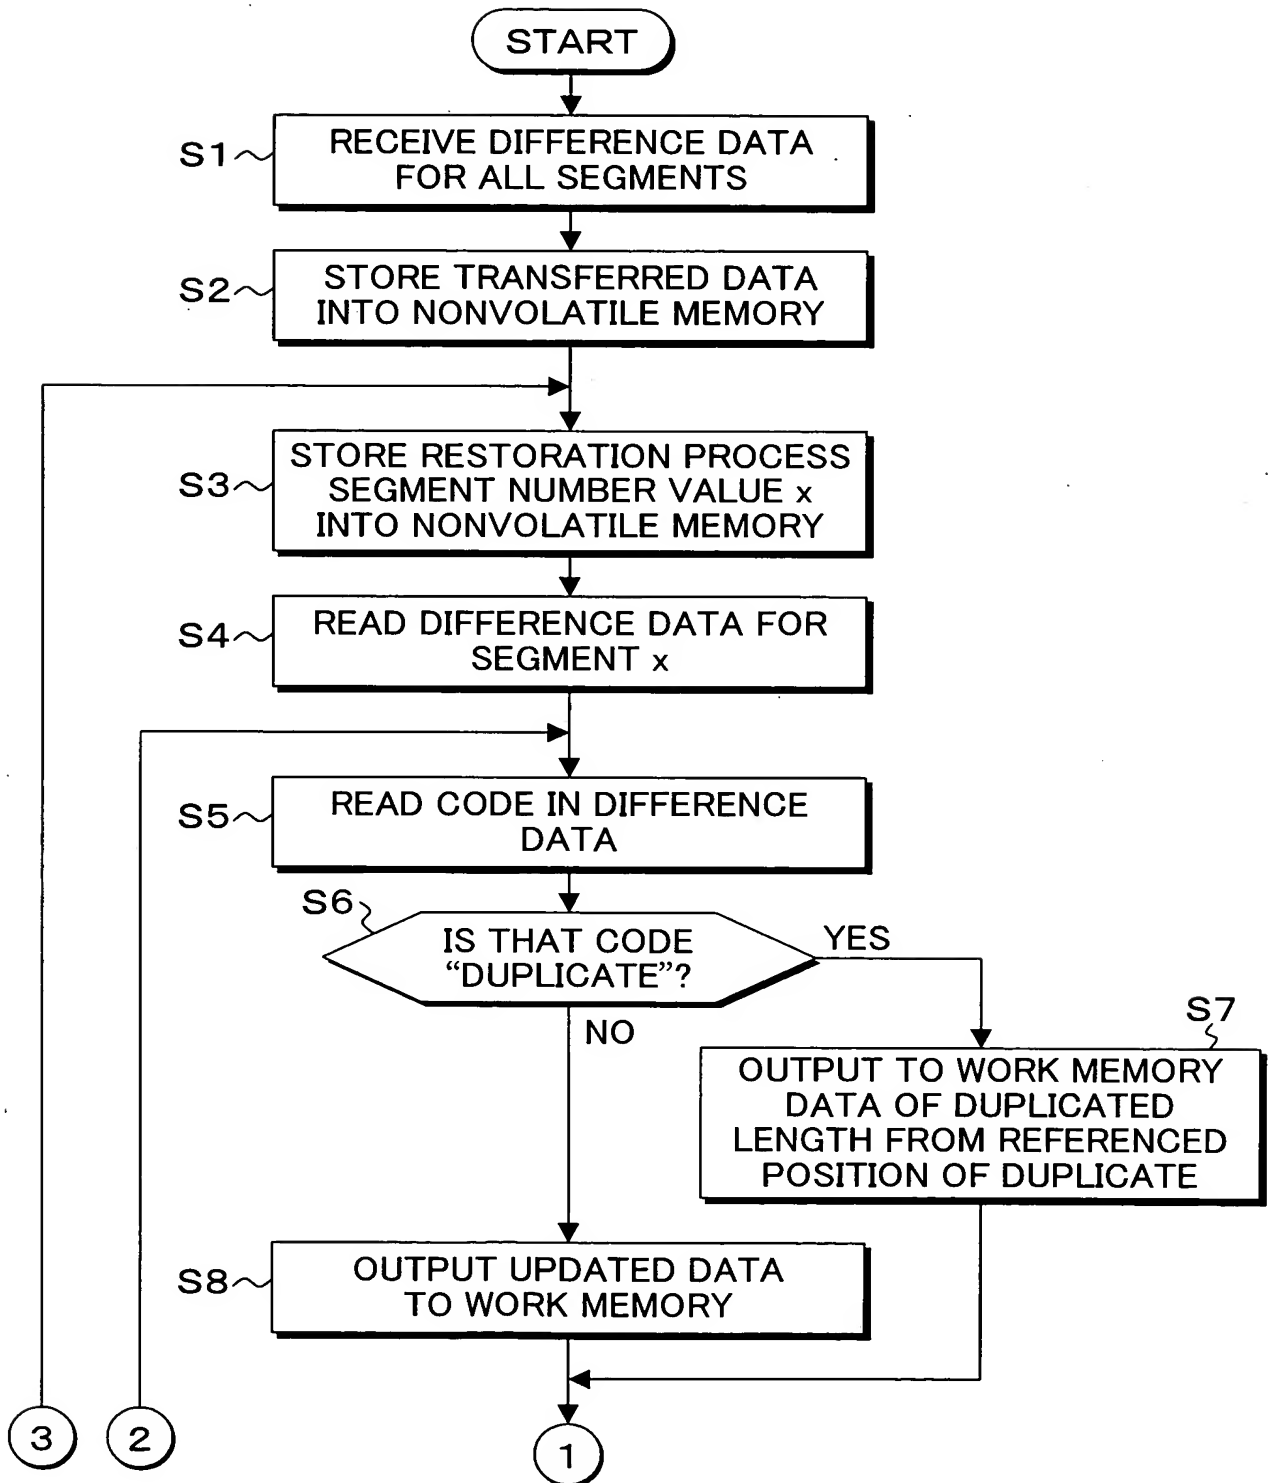 START
S1
RECEIVE DIFFERENCE DATA
FOR ALL SEGMENTS
S2
STORE TRANSFERRED DATA
INTO NONVOLATILE MEMORY
S3
STORE RESTORATION PROCESS
SEGMENT NUMBER VALUE x
INTO NONVOLATILE MEMORY
S4
READ DIFFERENCE DATA FOR
SEGMENT x
S5
READ CODE IN DIFFERENCE
DATA
S6
IS THAT CODE
“DUPLICATE”?
YES
NO
S7
OUTPUT TO WORK MEMORY
DATA OF DUPLICATED
LENGTH FROM REFERENCED
POSITION OF DUPLICATE
S8
OUTPUT UPDATED DATA
TO WORK MEMORY
3
2
1